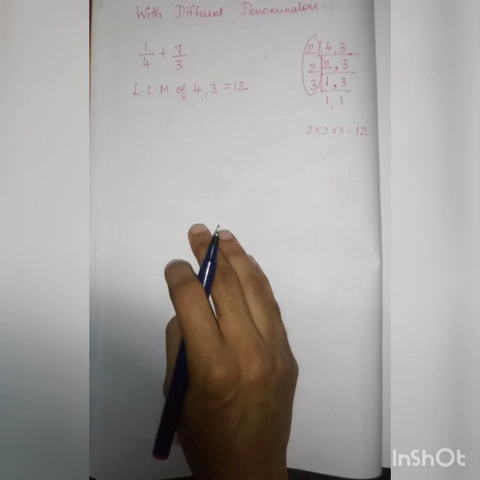 With Different Denominators
1/4 + 7/3
L.C.M of 4, 3 = 12
2 | 4, 3
2 | 2, 3
3 | 1, 3
1, 1
2 × 2 × 3 = 12
InShOt